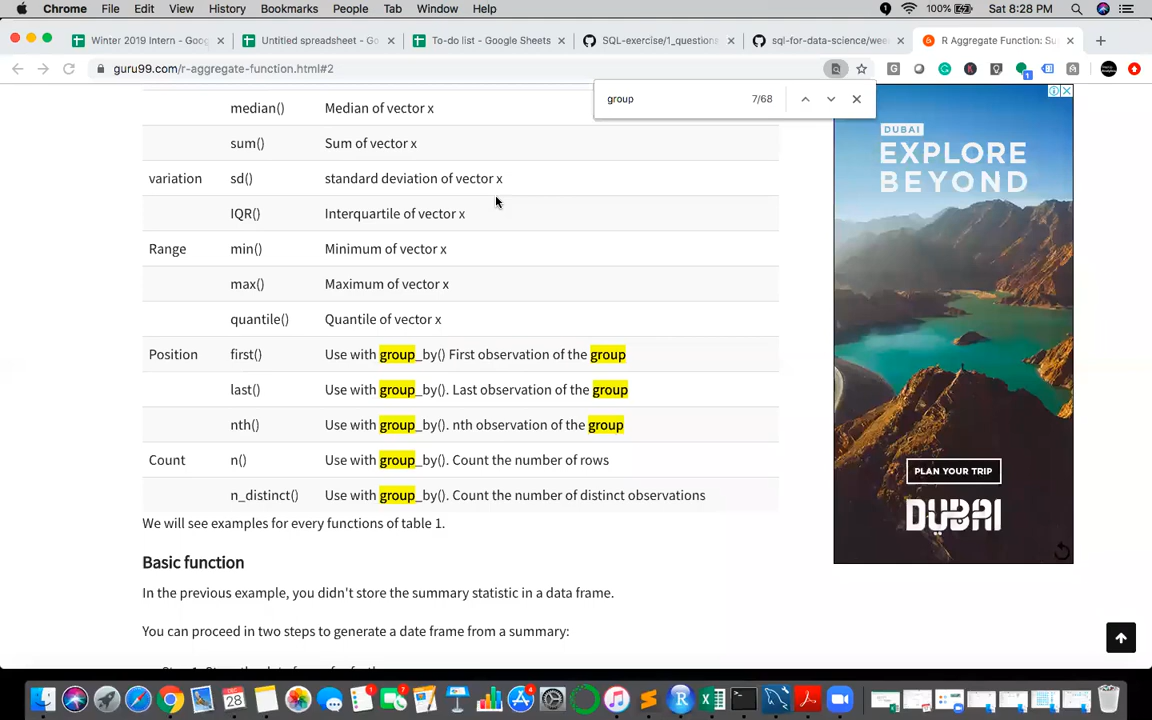 Chrome File Edit View History Bookmarks People Tab Window Help 100% Sat 8:28 PM
Winter 2019 Intern - Goog × Untitled spreadsheet - Go × To-do list - Google Sheets × SQL-exercise/1_questions × sql-for-data-science/wee × R Aggregate Function: Su × +
guru99.com/r-aggregate-function.html#2
group 7/68
median() Median of vector x
sum() Sum of vector x
variation sd() standard deviation of vector x
IQR() Interquartile of vector x
Range min() Minimum of vector x
max() Maximum of vector x
quantile() Quantile of vector x
Position first() Use with group_by() First observation of the group
last() Use with group_by(). Last observation of the group
nth() Use with group_by(). nth observation of the group
Count n() Use with group_by(). Count the number of rows
n_distinct() Use with group_by(). Count the number of distinct observations
We will see examples for every functions of table 1.
Basic function
In the previous example, you didn't store the summary statistic in a data frame.
You can proceed in two steps to generate a date frame from a summary:
DUBAI
EXPLORE
BEYOND
PLAN YOUR TRIP
DUBAI